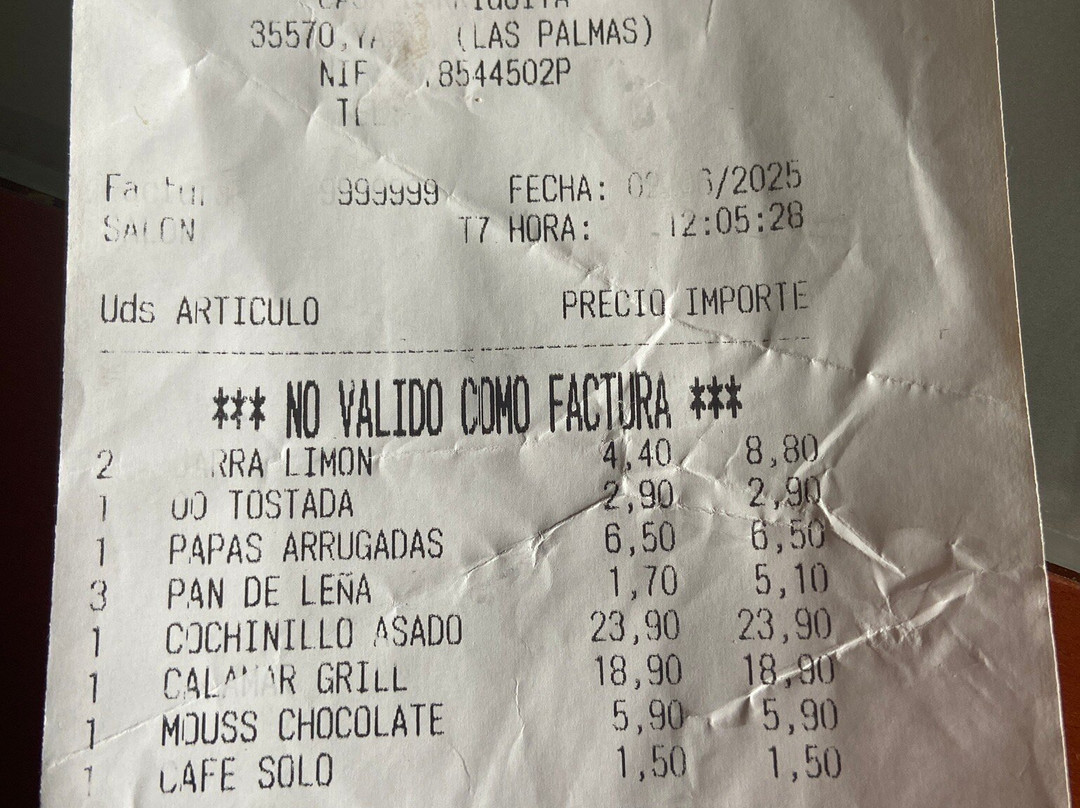 35570, (LAS PALMAS)
NIF 8544502P
9999999 FECHA: /2025
SALON T7 HORA: 12:05:28
Uds ARTICULO PRECIO IMPORTE
*** NO VALIDO COMO FACTURA ***
2 LIMON 4,40 8,80
1 TOSTADA 2,90 2,90
1 PAPAS ARRUGADAS 6,50 6,50
3 PAN DE LEÑA 1,70 5,10
1 COCHINILLO ASADO 23,90 23,90
1 CALAMAR GRILL 18,90 18,90
1 MOUSS CHOCOLATE 5,90 5,90
1 CAFE SOLO 1,50 1,50